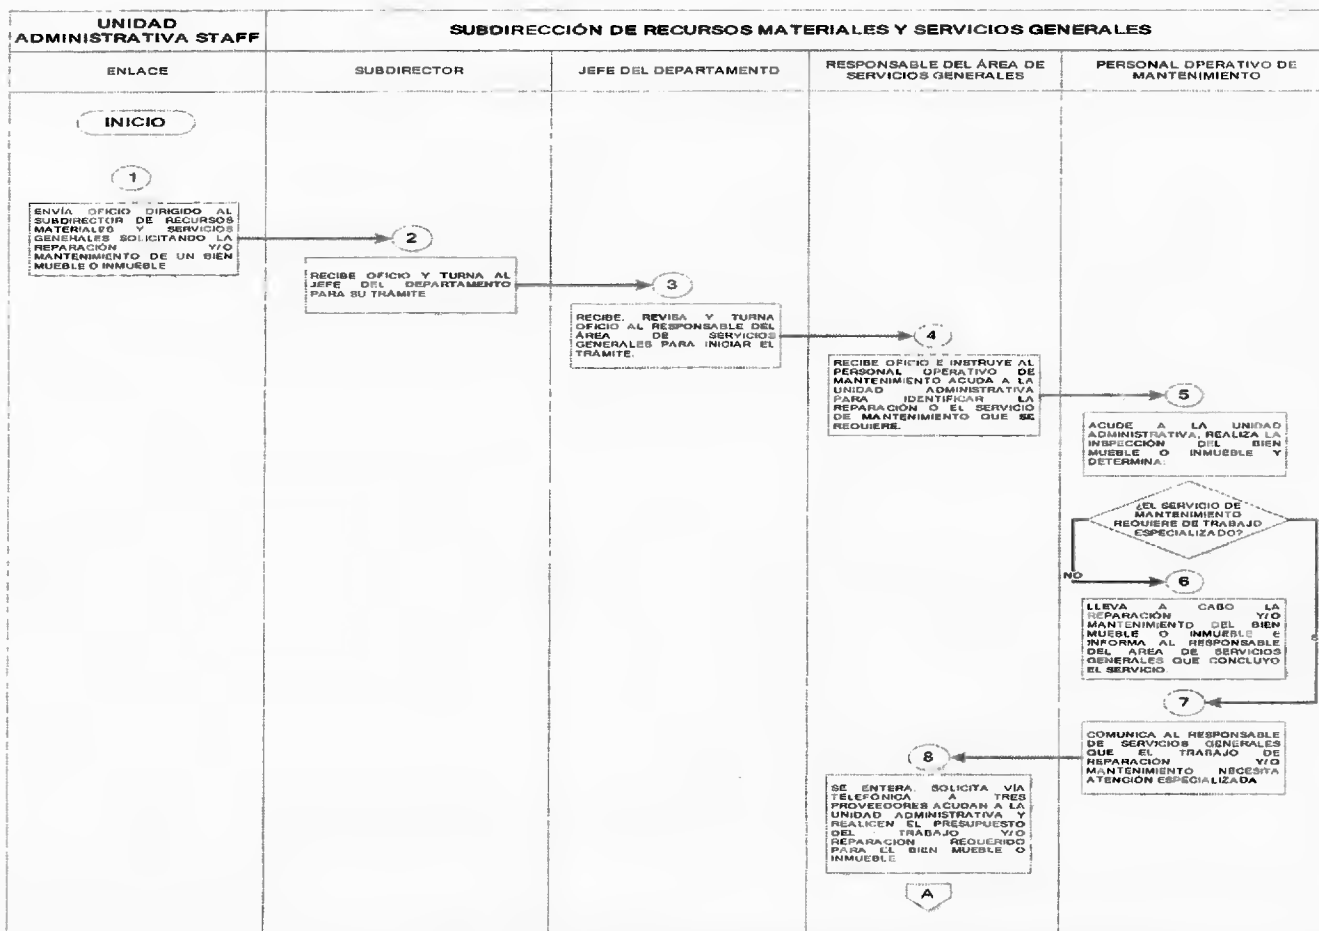 UNIDAD
ADMINISTRATIVA STAFF
SUBDIRECCIÓN DE RECURSOS MATERIALES Y SERVICIOS GENERALES
ENLACE
SUBDIRECTOR
JEFE DEL DEPARTAMENTO
RESPONSABLE DEL ÁREA DE
SERVICIOS GENERALES
PERSONAL OPERATIVO DE
MANTENIMIENTO
INICIO
1
ENVÍA OFICIO DIRIGIDO AL
SUBDIRECTOR DE RECURSOS
MATERIALES Y SERVICIOS
GENERALES SOLICITANDO LA
REPARACIÓN Y/O
MANTENIMIENTO DE UN BIEN
MUEBLE O INMUEBLE
2
RECIBE OFICIO Y TURNA AL
JEFE DEL DEPARTAMENTO
PARA SU TRÁMITE
3
RECIBE, REVISA Y TURNA
OFICIO AL RESPONSABLE DEL
ÁREA DE SERVICIOS
GENERALES PARA INICIAR EL
TRÁMITE.
4
RECIBE OFICIO E INSTRUYE AL
PERSONAL OPERATIVO DE
MANTENIMIENTO ACUDA A LA
UNIDAD ADMINISTRATIVA
PARA IDENTIFICAR LA
REPARACIÓN O EL SERVICIO
DE MANTENIMIENTO QUE SE
REQUIERE.
5
ACUDE A LA UNIDAD
ADMINISTRATIVA, REALIZA LA
INSPECCIÓN DEL BIEN
MUEBLE O INMUEBLE Y
DETERMINA:
¿EL SERVICIO DE
MANTENIMIENTO
REQUIERE DE TRABAJO
ESPECIALIZADO?
NO
6
LLEVA A CABO LA
REPARACIÓN Y/O
MANTENIMIENTO DEL BIEN
MUEBLE O INMUEBLE E
INFORMA AL RESPONSABLE
DEL AREA DE SERVICIOS
GENERALES QUE CONCLUYO
EL SERVICIO.
7
COMUNICA AL RESPONSABLE
DE SERVICIOS GENERALES
QUE EL TRABAJO DE
REPARACIÓN Y/O
MANTENIMIENTO NECESITA
ATENCIÓN ESPECIALIZADA
8
SE ENTERA, SOLICITA VÍA
TELEFÓNICA A TRES
PROVEEDORES ACUDAN A LA
UNIDAD ADMINISTRATIVA Y
REALICEN EL PRESUPUESTO
DEL TRABAJO Y/O
REPARACION REQUERIDO
PARA EL BIEN MUEBLE O
INMUEBLE
A